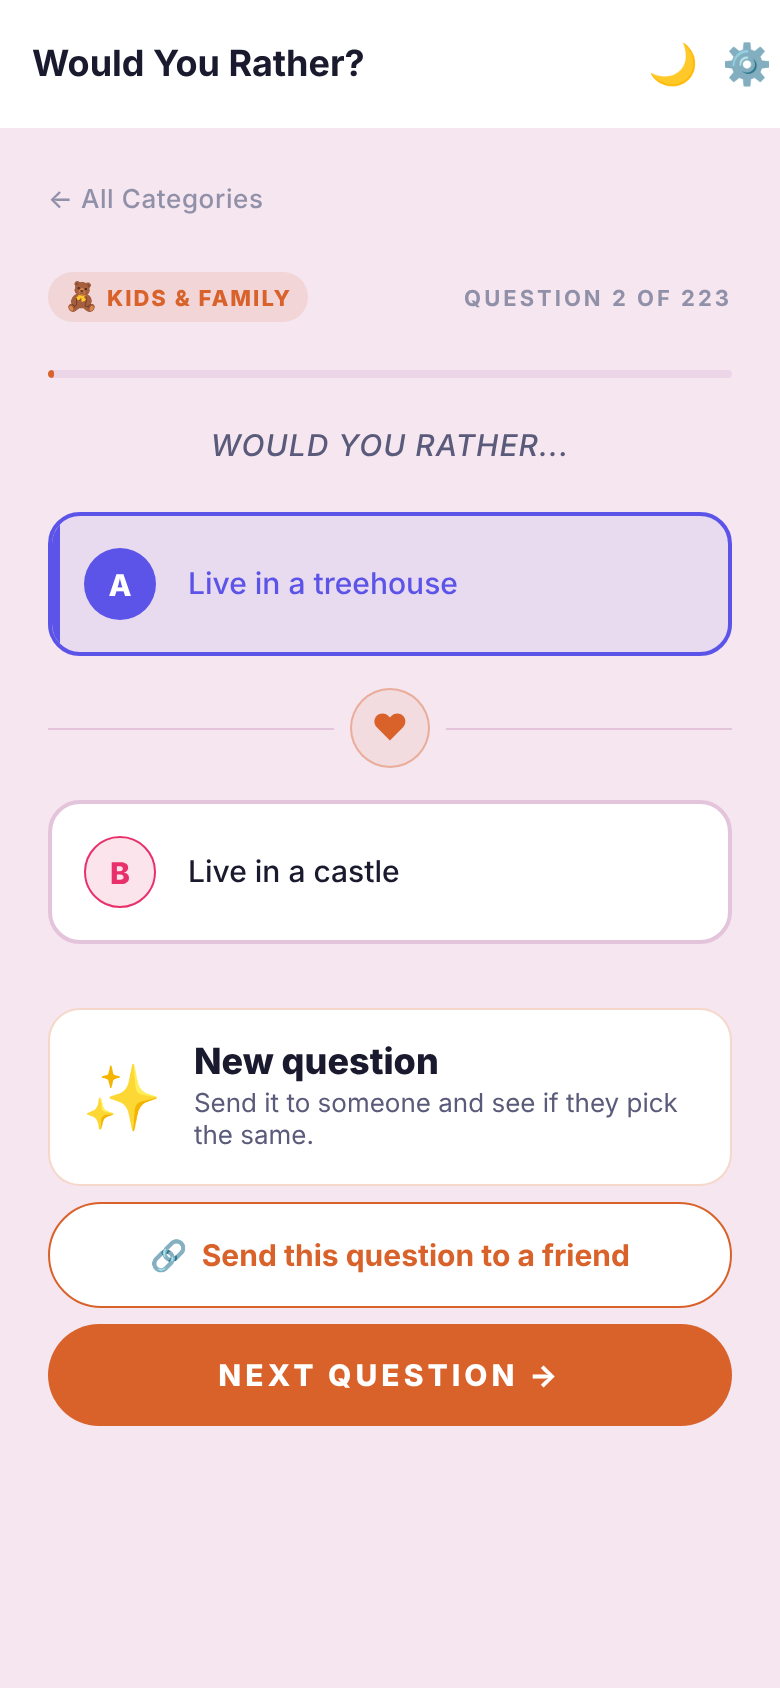 Would You Rather?
← All Categories
KIDS & FAMILY
QUESTION 2 OF 223
WOULD YOU RATHER...
A
Live in a treehouse
B
Live in a castle
New question
Send it to someone and see if they pick
the same.
Send this question to a friend
NEXT QUESTION →